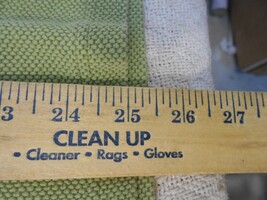 3 24 25 26 27
CLEAN UP
• Cleaner • Rags • Gloves